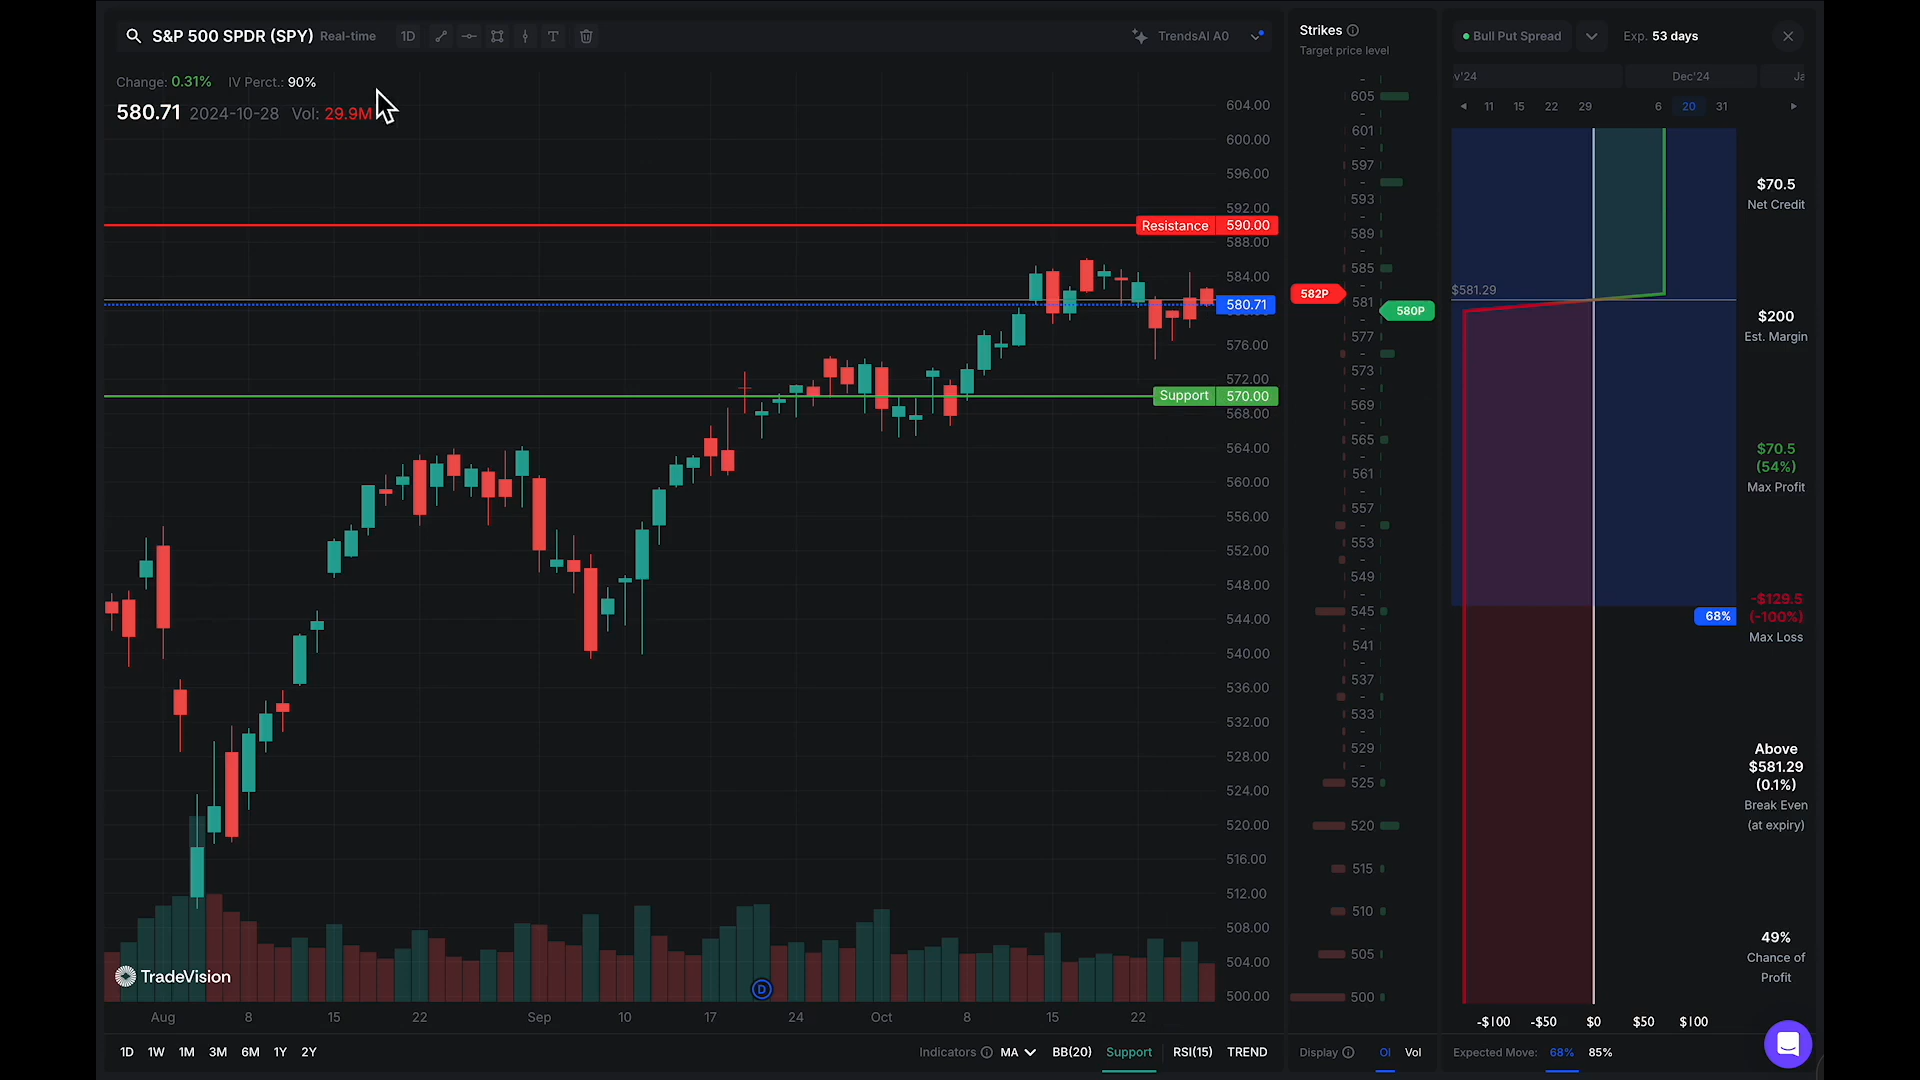 S&P 500 SPDR (SPY) Real-time 1D T
TrendsAI A0
Change: 0.31% IV Perct.: 90%
580.71 2024-10-28 Vol: 29.9M
604.00
600.00
596.00
592.00
Resistance 590.00
588.00
584.00
580.71
576.00
572.00
Support 570.00
568.00
564.00
560.00
556.00
552.00
548.00
544.00
540.00
536.00
532.00
528.00
524.00
520.00
516.00
512.00
508.00
504.00
500.00
TradeVision
D
Aug 8 15 22 Sep 10 17 24 Oct 8 15 22
1D 1W 1M 3M 6M 1Y 2Y
Indicators MA BB(20) Support RSI(15) TREND
Strikes
Target price level
-
605
-
601
-
597
-
593
-
589
-
585
-
582P
581
580P
-
577
-
573
-
569
-
565
-
561
-
557
-
553
-
549
-
545
-
541
-
537
-
533
-
529
-
525
520
515
510
505
500
Display OI Vol
Bull Put Spread Exp. 53 days
v'24 Dec'24 Ja
11 15 22 29 6 20 31
$581.29
68%
$70.5
Net Credit
$200
Est. Margin
$70.5
(54%)
Max Profit
-$129.5
(-100%)
Max Loss
Above
$581.29
(0.1%)
Break Even
(at expiry)
49%
Chance of
Profit
-$100 -$50 $0 $50 $100
Expected Move: 68% 85%